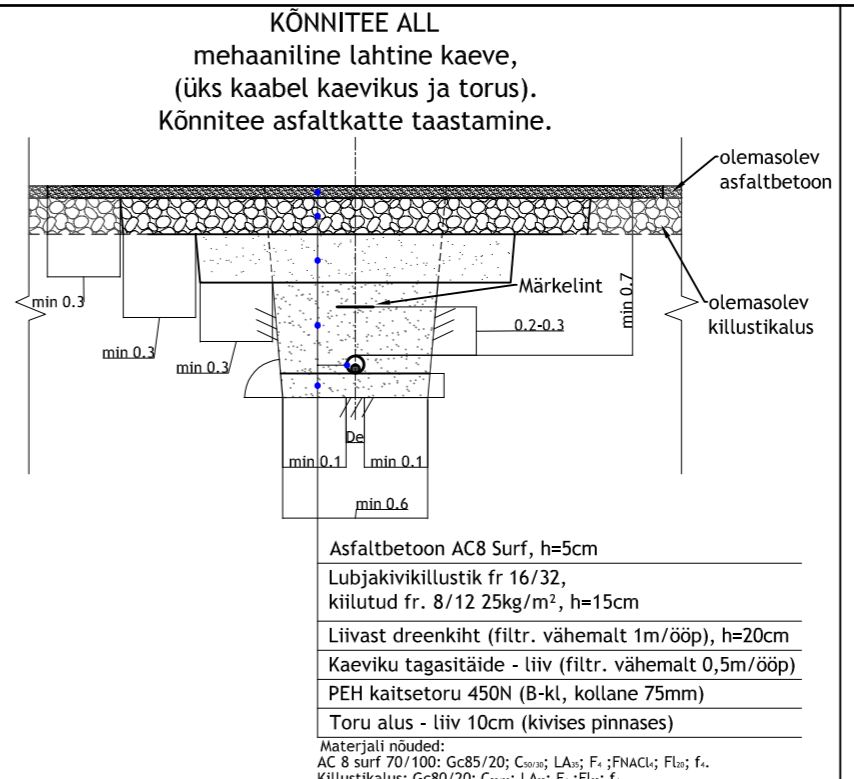 KÕNNITEE ALL
mehaaniline lahtine kaeve,
(üks kaabel kaevikus ja torus).
Kõnnitee asfaltkatte taastamine.
olemasolev
asfaltbetoon
olemasolev
killustikalus
Märkelint
min 0.7
0.2-0.3
min 0.3
min 0.3
min 0.3
De
min 0.1
min 0.1
min 0.6
Asfaltbetoon AC8 Surf, h=5cm
Lubjakivikillustik fr 16/32,
kiilutud fr. 8/12 25kg/m², h=15cm
Liivast dreenkiht (filtr. vähemalt 1m/ööp), h=20cm
Kaeviku tagasitäide - liiv (filtr. vähemalt 0,5m/ööp)
PEH kaitsetoru 450N (B-kl, kollane 75mm)
Toru alus - liiv 10cm (kivises pinnases)
Materjali nõuded:
AC 8 surf 70/100: Gc85/20; C50/30; LA35; F4 ;FNACl4; Fl20; f4.
Killustikalus: Gc80/20;